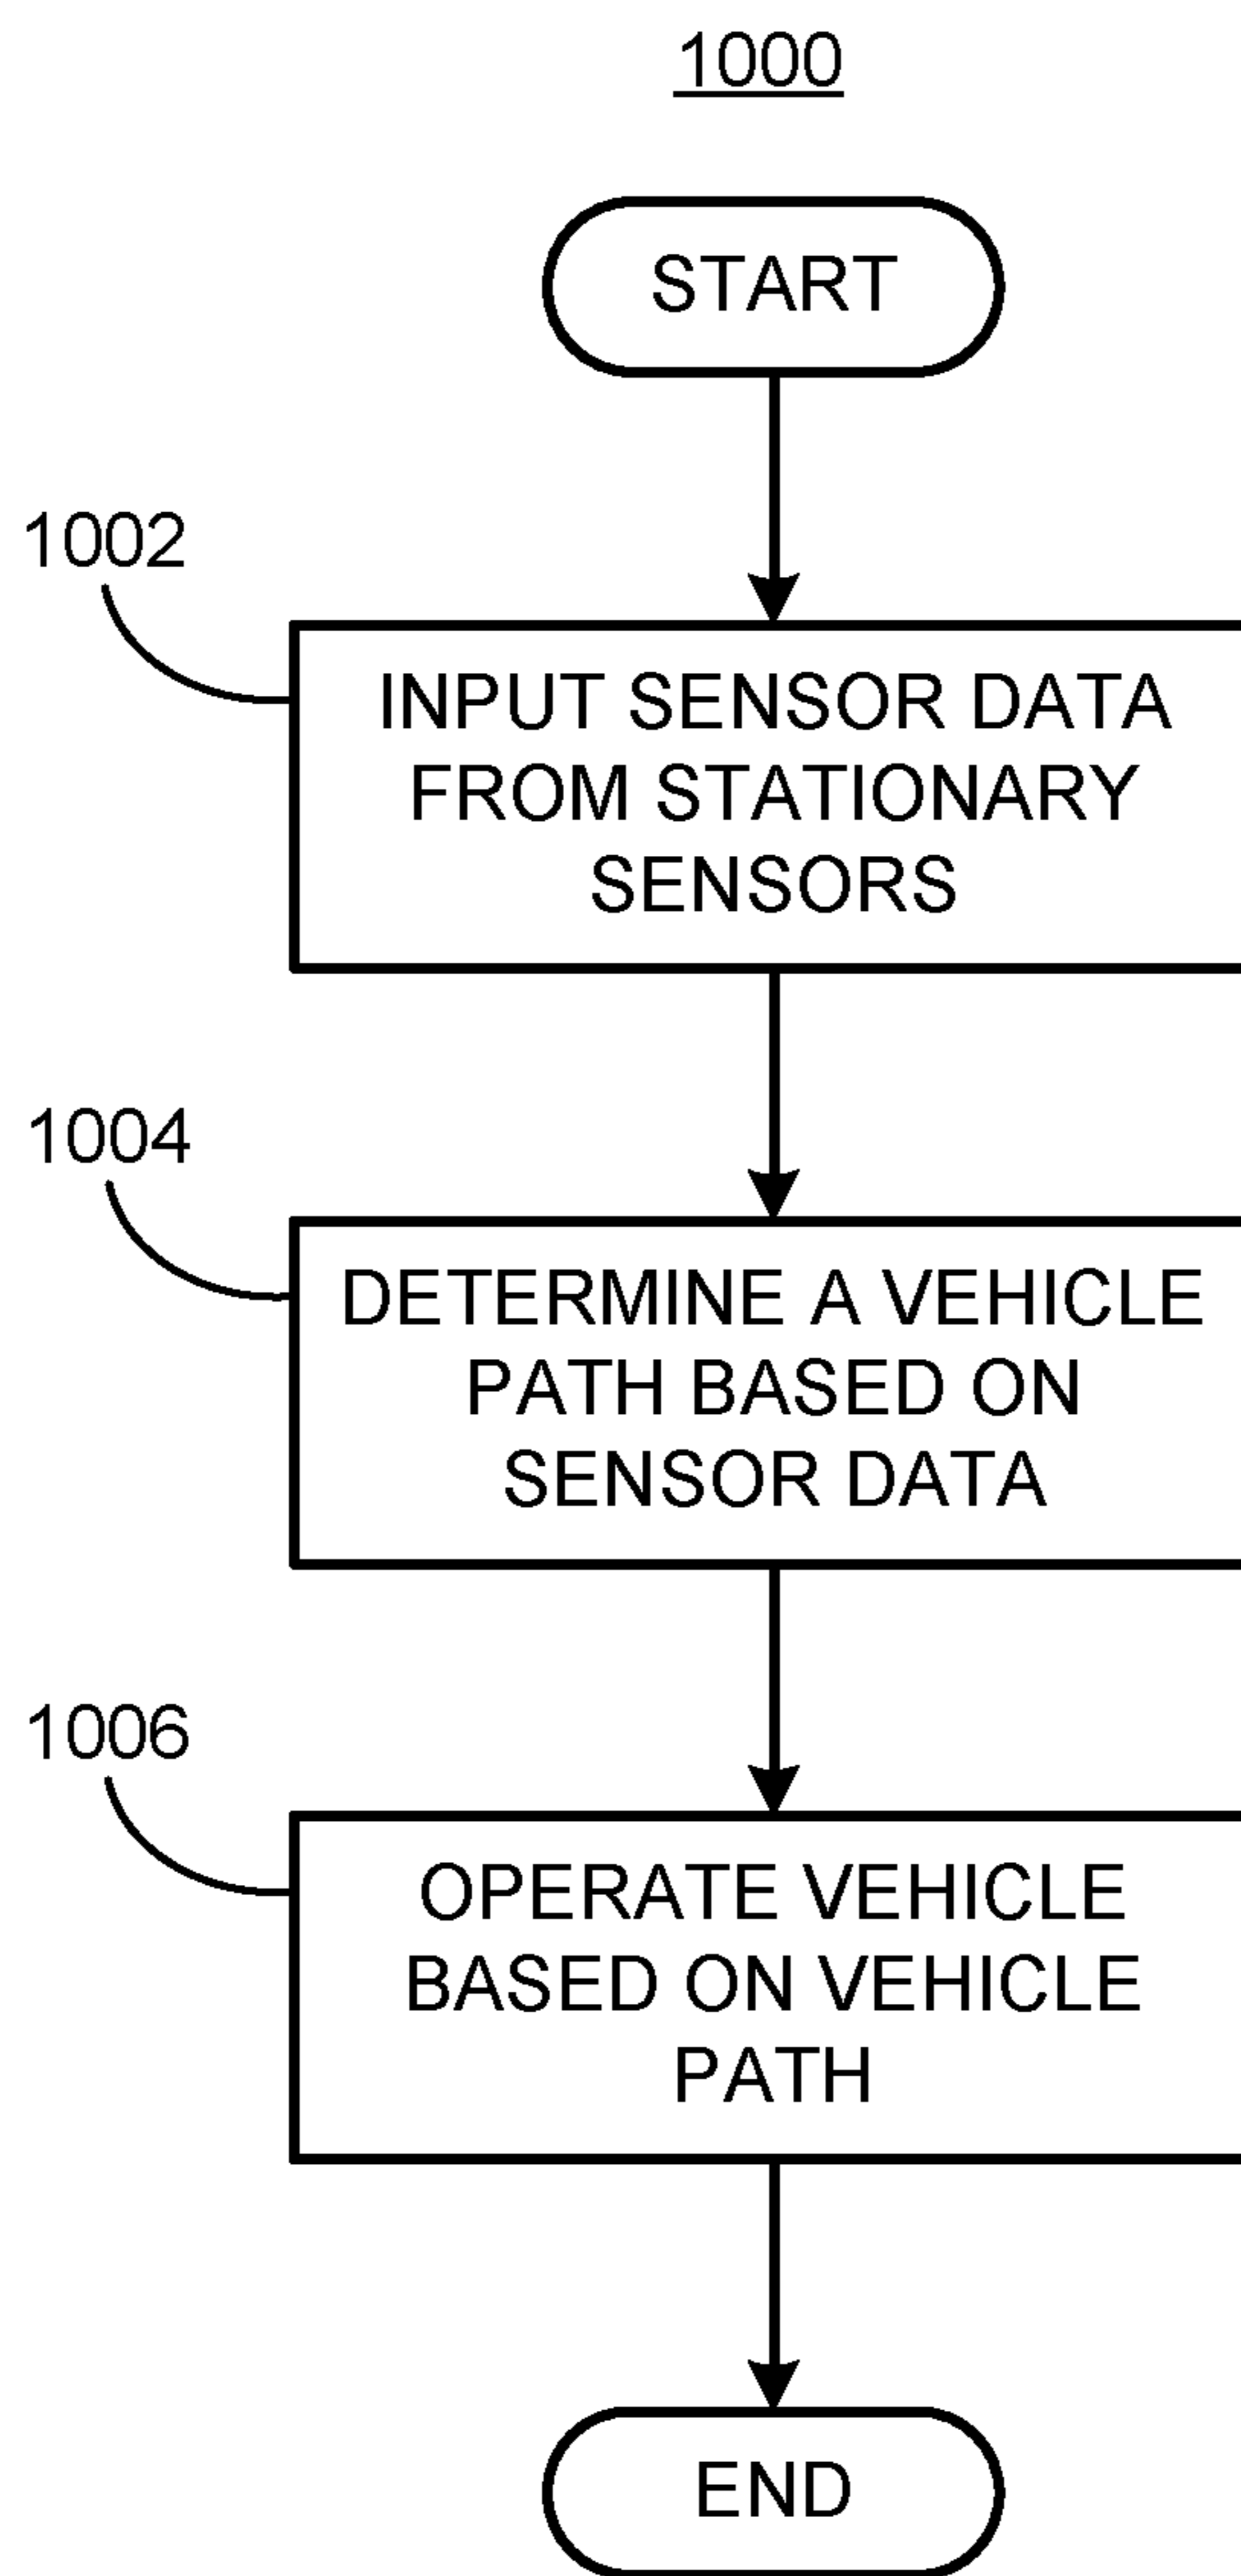 1000
START
1002
INPUT SENSOR DATA
FROM STATIONARY
SENSORS
1004
DETERMINE A VEHICLE
PATH BASED ON
SENSOR DATA
1006
OPERATE VEHICLE
BASED ON VEHICLE
PATH
END